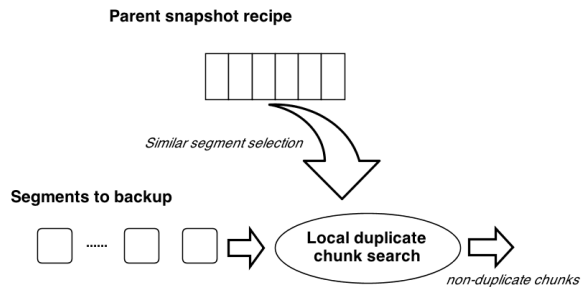 Parent snapshot recipe
Similar segment selection
Segments to backup
......
Local duplicate
chunk search
non-duplicate chunks